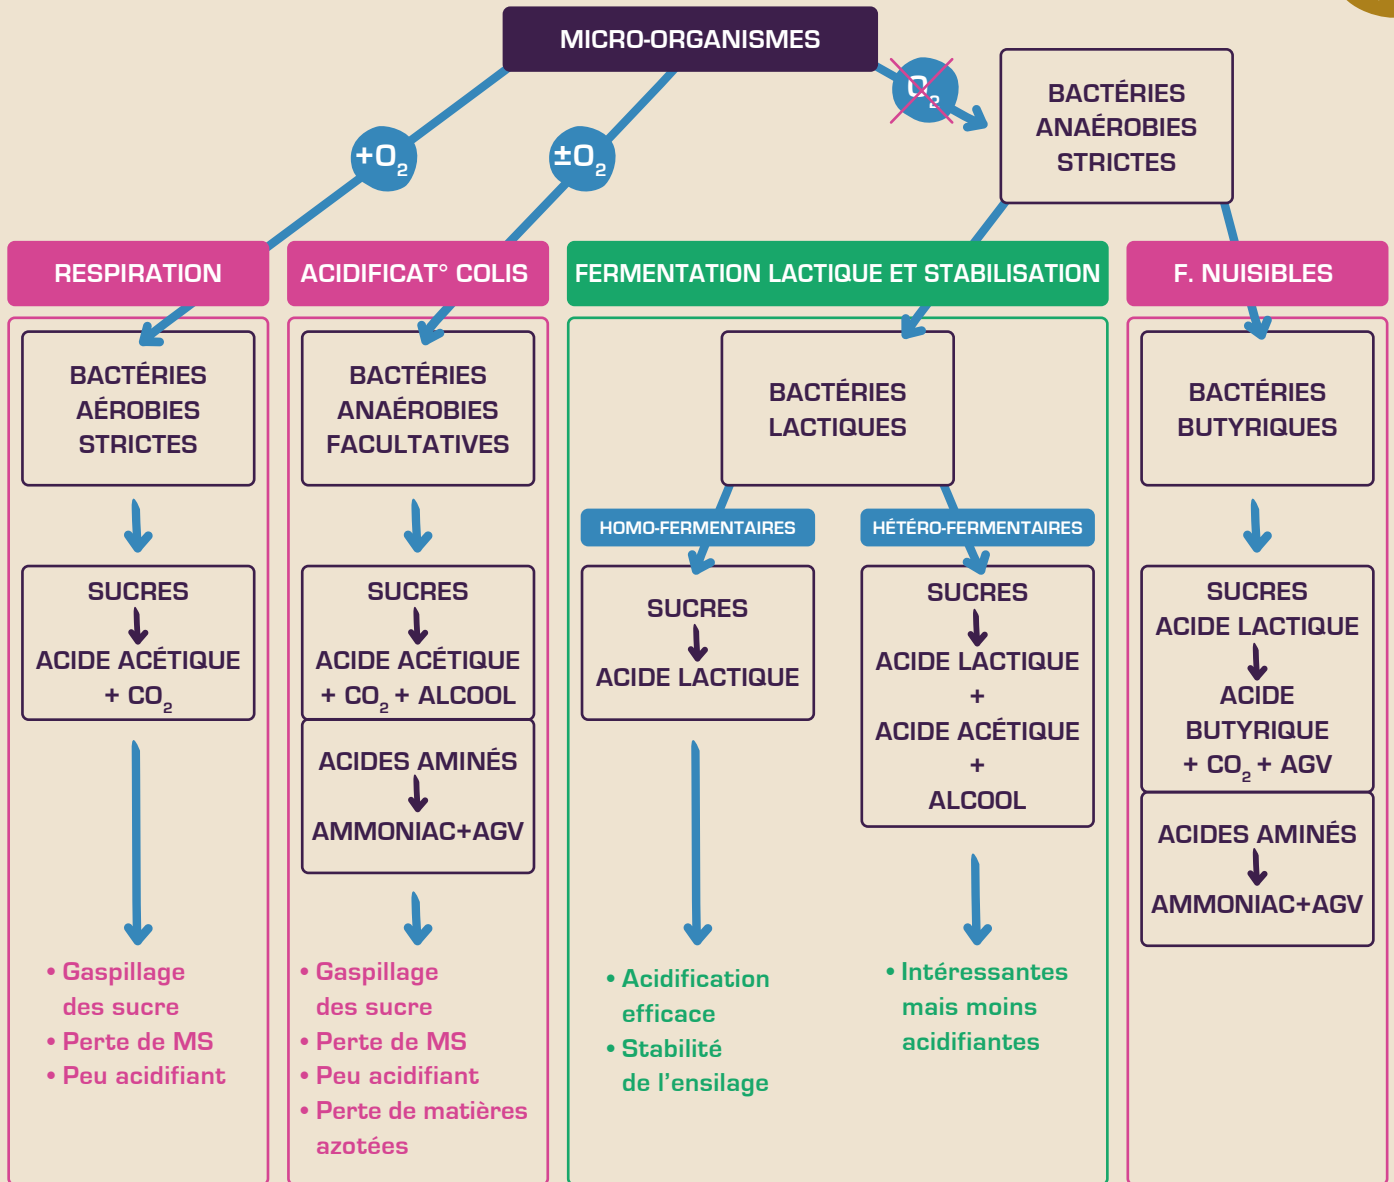 MICRO-ORGANISMES
+O₂
±O₂
O₂
BACTÉRIES
ANAÉROBIES
STRICTES
RESPIRATION
BACTÉRIES
AÉROBIES
STRICTES
SUCRES
ACIDE ACÉTIQUE
+ CO₂
• Gaspillage
des sucre
• Perte de MS
• Peu acidifiant
ACIDIFICAT° COLIS
BACTÉRIES
ANAÉROBIES
FACULTATIVES
SUCRES
ACIDE ACÉTIQUE
+ CO₂ + ALCOOL
ACIDES AMINÉS
AMMONIAC+AGV
• Gaspillage
des sucre
• Perte de MS
• Peu acidifiant
• Perte de matières
azotées
FERMENTATION LACTIQUE ET STABILISATION
BACTÉRIES
LACTIQUES
HOMO-FERMENTAIRES
SUCRES
ACIDE LACTIQUE
• Acidification
efficace
• Stabilité
de l'ensilage
HÉTÉRO-FERMENTAIRES
SUCRES
ACIDE LACTIQUE
+
ACIDE ACÉTIQUE
+
ALCOOL
• Intéressantes
mais moins
acidifiantes
F. NUISIBLES
BACTÉRIES
BUTYRIQUES
SUCRES
ACIDE LACTIQUE
ACIDE
BUTYRIQUE
+ CO₂ + AGV
ACIDES AMINÉS
AMMONIAC+AGV